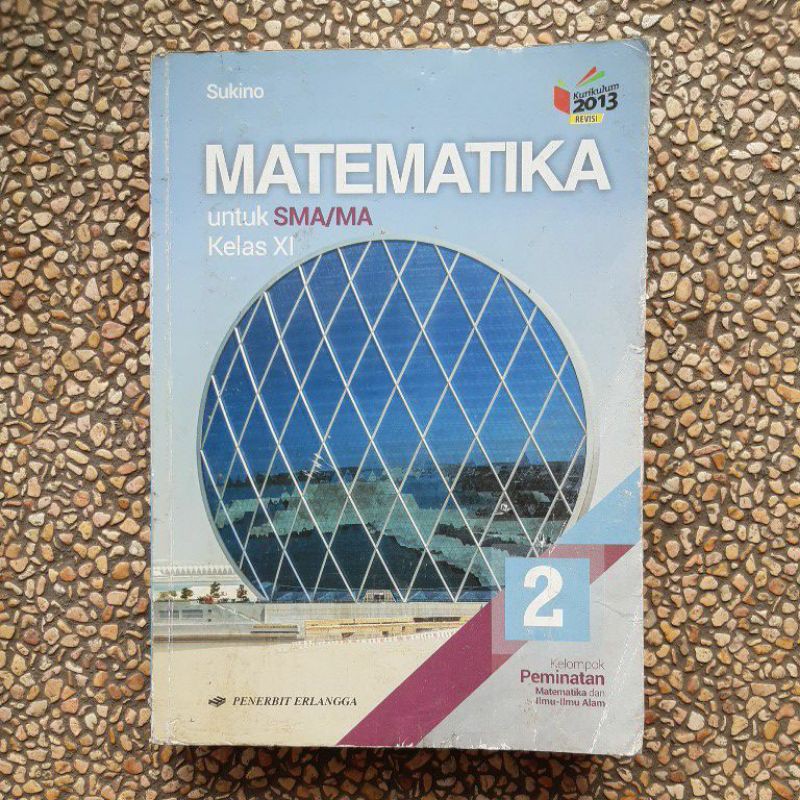 Sukino
Kurikulum
2013
REVISI
MATEMATIKA
untuk SMA/MA
Kelas XI
2
Kelompok
Peminatan
Matematika dan
Ilmu-Ilmu Alam
PENERBIT ERLANGGA